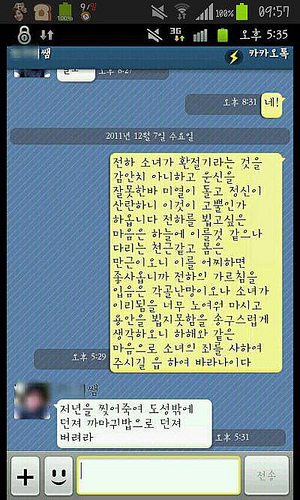 9/
100%
100%
09:57
3G
오후 5:35
쌤
카카오톡
오후 8:27
오후 8:31
네!
2011년 12월 7일 수요일
전하 소녀가 환절기라는 것을
감안치 아니하고 운신을
잘못한바 미열이 돌고 정신이
산란하니 이것이 고뿔인가
하옵니다 전하를 뵙고싶은
마음은 하늘에 이를것 같으나
다리는 천근같고 몸은
만근이오니 이를 어찌하면
좋사옵니까 전하의 가르침을
입음은 각골난망이오나 소녀가
이리됨을 너무 노여워 마시고
용안을 뵙지못함을 송구스럽게
생각하오니 하해와 같은
마음으로 소녀의 죄를 사하여
주시길 윰 하여 바라나이다
오후 5:29
쌤
저년을 찢어죽여 도성밖에
던져 까마귀밥으로 던져
버려라
오후 5:31
전송